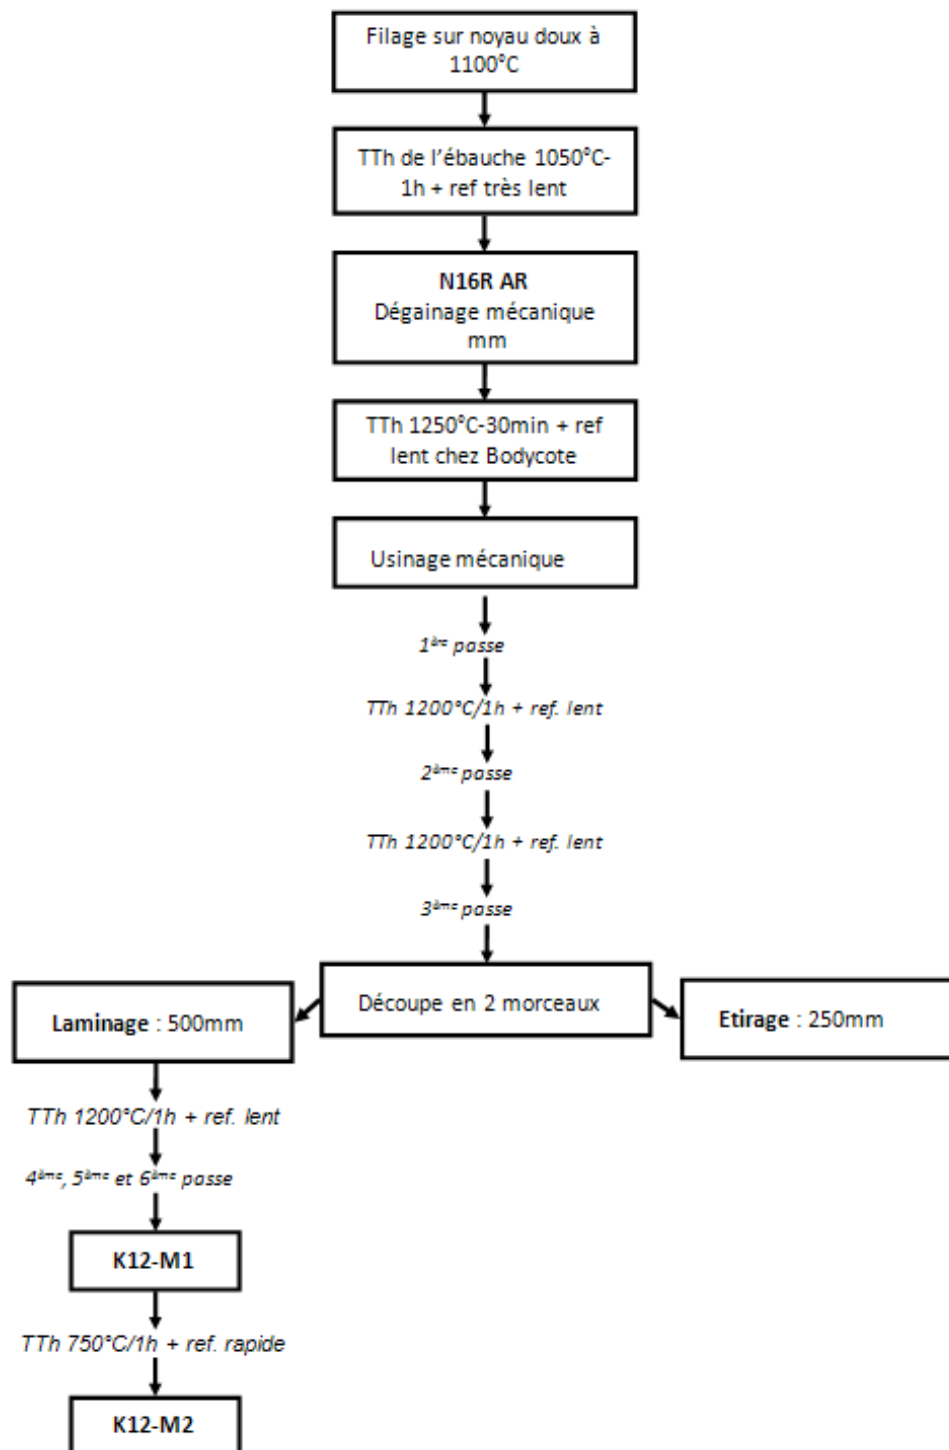 Filage sur noyau doux à
1100°C
TTh de l'ébauche 1050°C-
1h + ref très lent
N16R AR
Dégainage mécanique
mm
TTh 1250°C-30min + ref
lent chez Bodycote
Usinage mécanique
1ère passe
TTh 1200°C/1h + ref. lent
2ème passe
TTh 1200°C/1h + ref. lent
3ème passe
Découpe en 2 morceaux
Laminage : 500mm
Etirage : 250mm
TTh 1200°C/1h + ref. lent
4ème, 5ème et 6ème passe
K12-M1
TTh 750°C/1h + ref. rapide
K12-M2